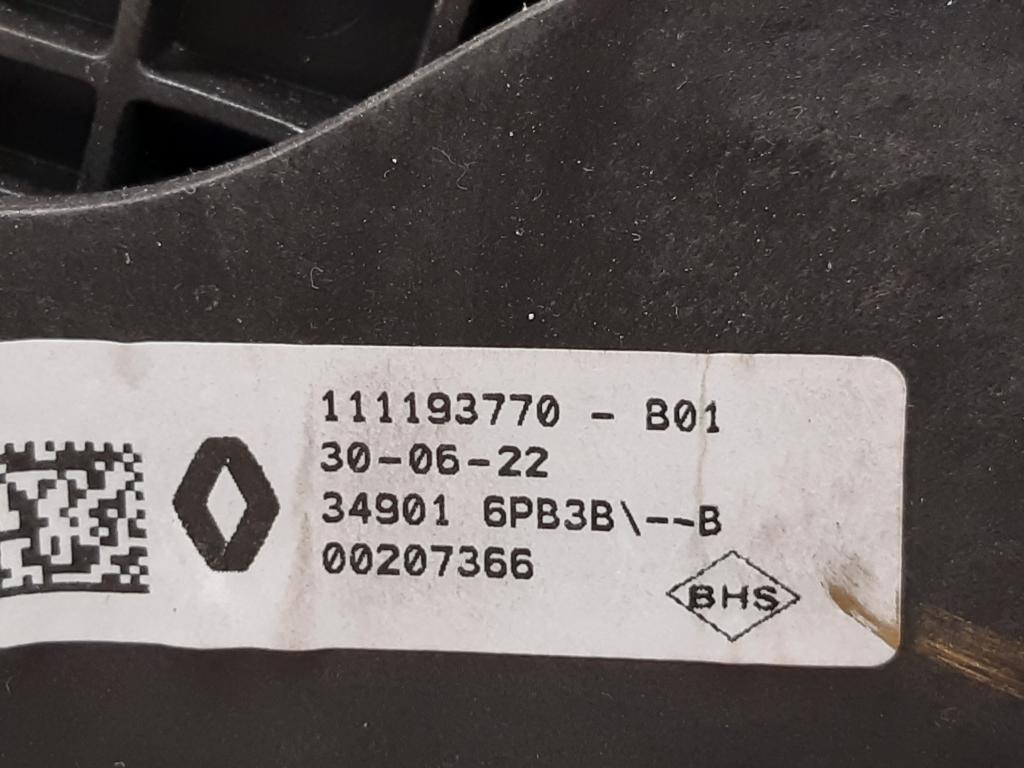 111193770 - B01
30-06-22
34901 6PB3B\--B
00207366
BHS